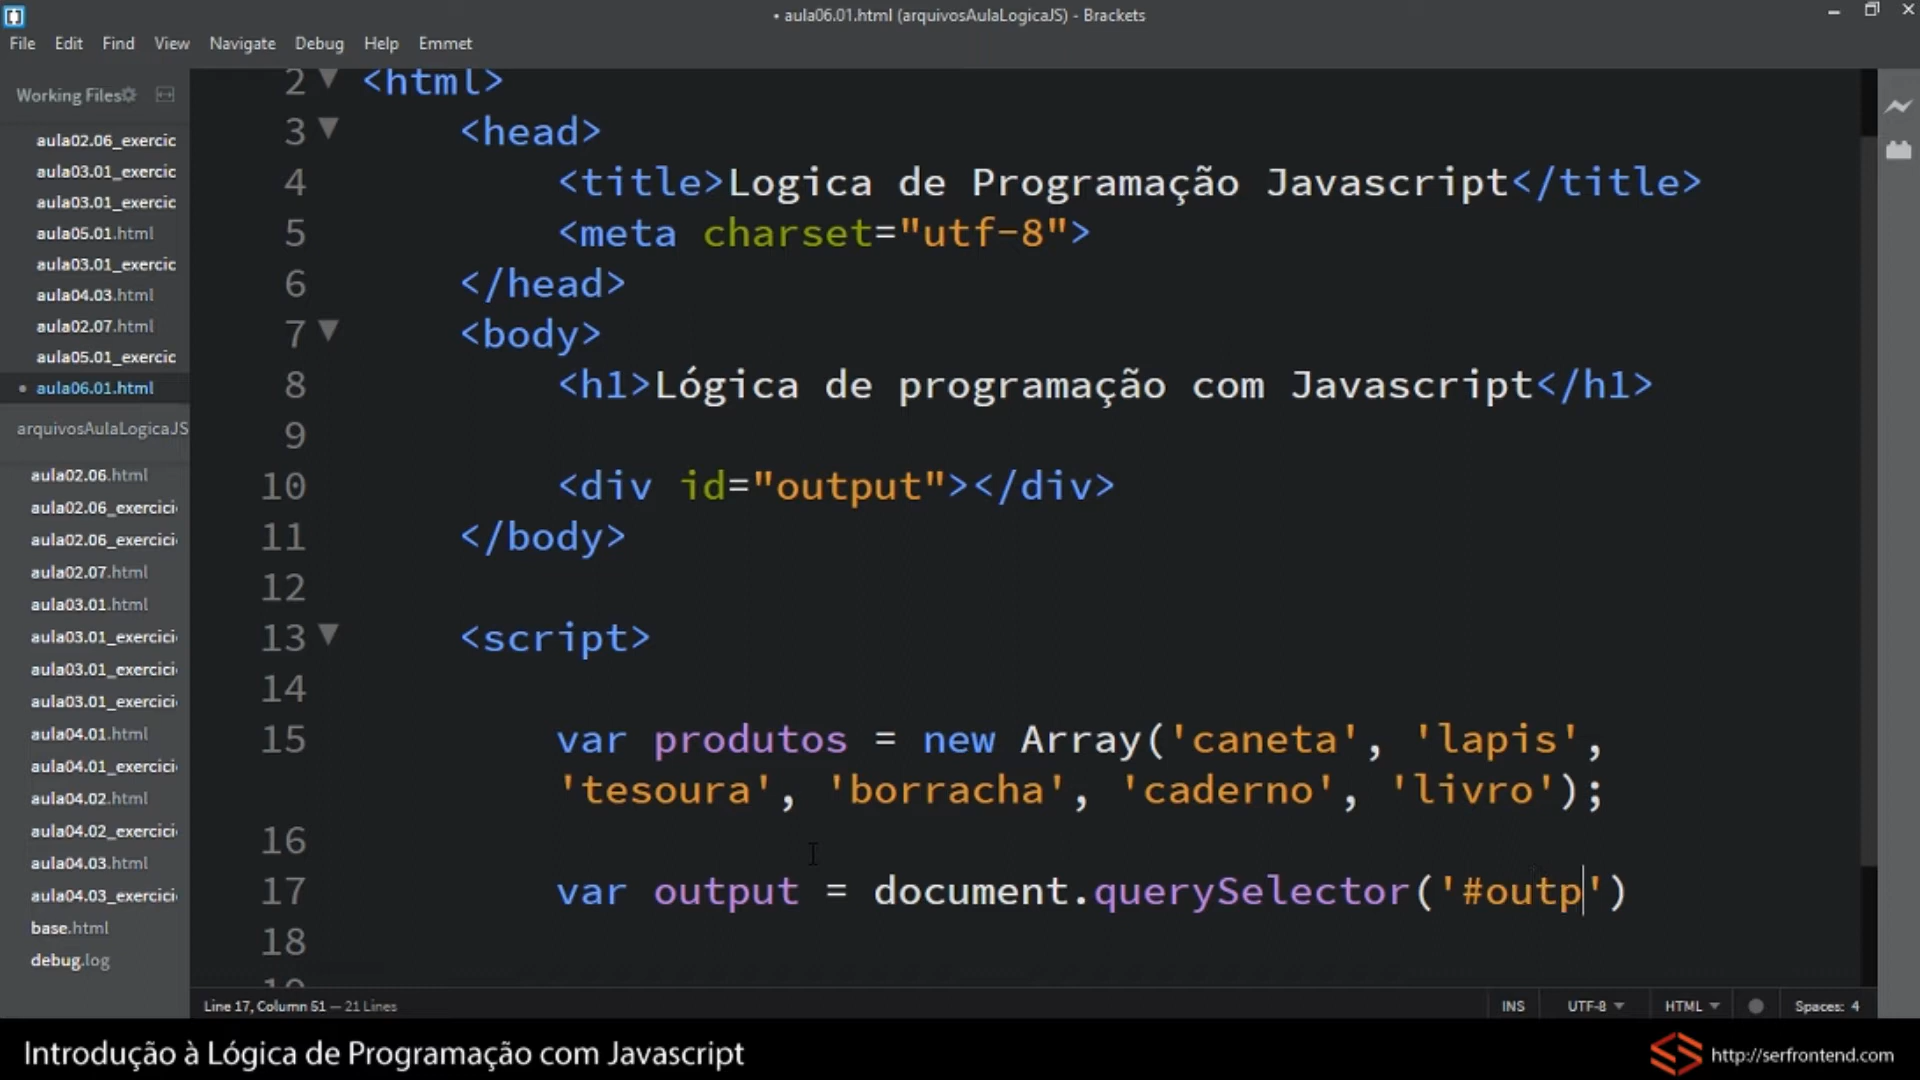 • aula06.01.html (arquivosAulaLogicaJS) - Brackets
File Edit Find View Navigate Debug Help Emmet
Working Files
aula02.06_exercic
aula03.01_exercic
aula03.01_exercic
aula05.01.html
aula03.01_exercic
aula04.03.html
aula02.07.html
aula05.01_exercic
• aula06.01.html
arquivosAulaLogicaJS
aula02.06.html
aula02.06_exercici
aula02.06_exercici
aula02.07.html
aula03.01.html
aula03.01_exercici
aula03.01_exercici
aula03.01_exercici
aula04.01.html
aula04.01_exercici
aula04.02.html
aula04.02_exercici
aula04.03.html
aula04.03_exercici
base.html
debug.log
2 <html>
3 <head>
4 <title>Logica de Programação Javascript</title>
5 <meta charset="utf-8">
6 </head>
7 <body>
8 <h1>Lógica de programação com Javascript</h1>
9
10 <div id="output"></div>
11 </body>
12
13 <script>
14
15 var produtos = new Array('caneta', 'lapis',
'tesoura', 'borracha', 'caderno', 'livro');
16
17 var output = document.querySelector('#outp')
18
Line 17, Column 51 — 21 Lines
INS UTF-8 HTML Spaces: 4
Introdução à Lógica de Programação com Javascript
http://serfrontend.com